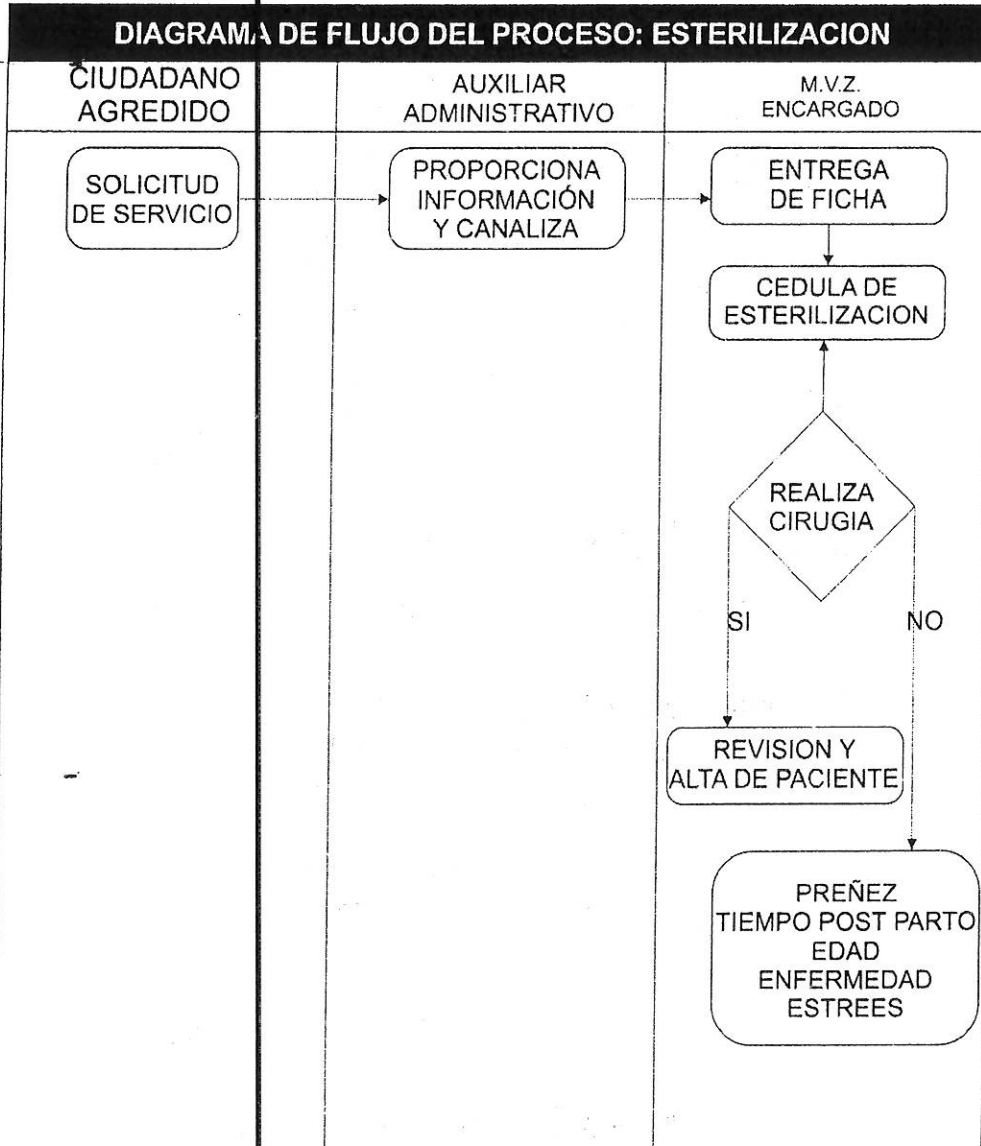 DIAGRAMA DE FLUJO DEL PROCESO: ESTERILIZACION
CIUDADANO
AGREDIDO
AUXILIAR
ADMINISTRATIVO
M.V.Z.
ENCARGADO
SOLICITUD
DE SERVICIO
PROPORCIONA
INFORMACIÓN
Y CANALIZA
ENTREGA
DE FICHA
CEDULA DE
ESTERILIZACION
REALIZA
CIRUGIA
SI
NO
REVISION Y
ALTA DE PACIENTE
PREÑEZ
TIEMPO POST PARTO
EDAD
ENFERMEDAD
ESTREES